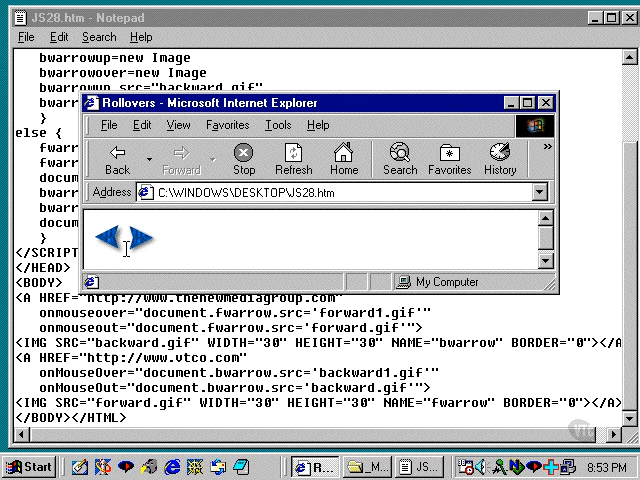 JS28.htm - Notepad
File Edit Search Help
bwarrowup=new Image
bwarrowover=new Image
bwarrowup.src="backward.gif"
bwarr
}
else {
fwarr
fwarr
docum
bwarr
bwarr
docum
}
</SCRIPT
</HEAD>
<BODY>
Rollovers - Microsoft Internet Explorer
File Edit View Favorites Tools Help
Back Forward Stop Refresh Home Search Favorites History »
Address C:\WINDOWS\DESKTOP\JS28.htm
My Computer
<A HREF="http://www.thenewmediagroup.com"
onmouseover="document.fwarrow.src='forward1.gif'"
onmouseout="document.fwarrow.src='forward.gif'">
<IMG SRC="backward.gif" WIDTH="30" HEIGHT="30" NAME="bwarrow" BORDER="0"></A
<A HREF="http://www.vtco.com"
onMouseOver="document.bwarrow.src='backward1.gif'"
onMouseOut="document.bwarrow.src='backward.gif'">
<IMG SRC="forward.gif" WIDTH="30" HEIGHT="30" NAME="fwarrow" BORDER="0"></A>
</BODY></HTML>
VTC
Start R... _M... JS... 8:53 PM